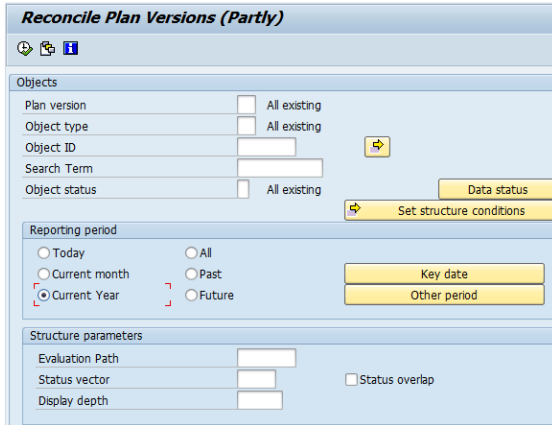 Reconcile Plan Versions (Partly)
Objects
Plan version All existing
Object type All existing
Object ID
Search Term
Object status All existing Data status
Set structure conditions
Reporting period
Today All
Current month Past Key date
Current Year Future Other period
Structure parameters
Evaluation Path
Status vector Status overlap
Display depth